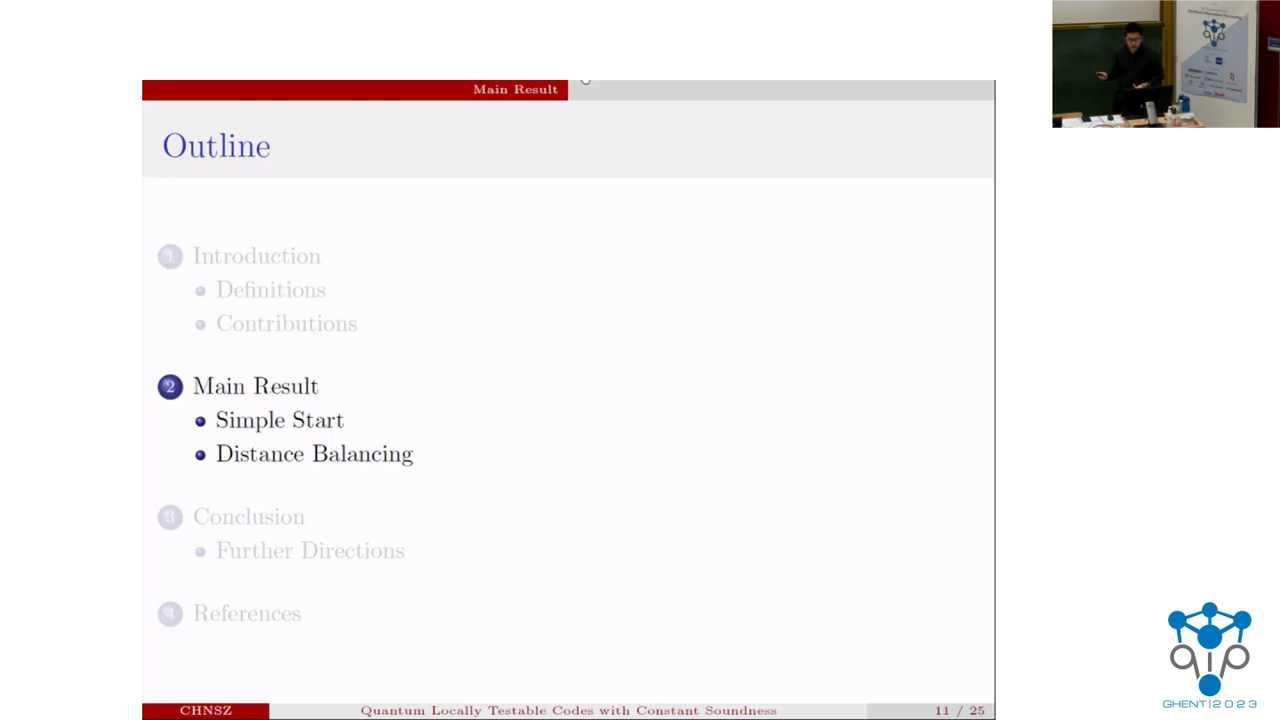 Main Result
Outline
1 Introduction
Definitions
Contributions
2 Main Result
Simple Start
Distance Balancing
3 Conclusion
Further Directions
4 References
CHNSZ
Quantum Locally Testable Codes with Constant Soundness
11 / 25
qip
GHENT|2023